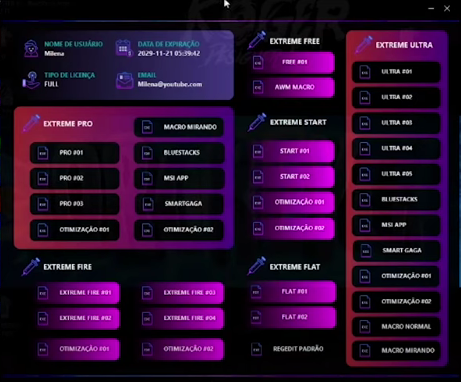 NOME DE USUÁRIO
Milena
DATA DE EXPIRAÇÃO
2029-11-21 05:39:42
TIPO DE LICENÇA
FULL
EMAIL
Milena@youtube.com
EXTREME FREE
FREE #01
AWM MACRO
EXTREME PRO
PRO #01
PRO #02
PRO #03
OTIMIZAÇÃO #01
MACRO MIRANDO
BLUESTACKS
MSI APP
SMARTGAGA
OTIMIZAÇÃO #02
EXTREME START
START #01
START #02
OTIMIZAÇÃO #01
OTIMIZAÇÃO #02
EXTREME FIRE
EXTREME FIRE #01
EXTREME FIRE #02
OTIMIZAÇÃO #01
EXTREME FIRE #03
EXTREME FIRE #04
OTIMIZAÇÃO #02
EXTREME FLAT
FLAT #01
FLAT #02
REGEDIT PADRÃO
EXTREME ULTRA
ULTRA #01
ULTRA #02
ULTRA #03
ULTRA #04
ULTRA #05
BLUESTACKS
MSI APP
SMART GAGA
OTIMIZAÇÃO #01
OTIMIZAÇÃO #02
MACRO NORMAL
MACRO MIRANDO